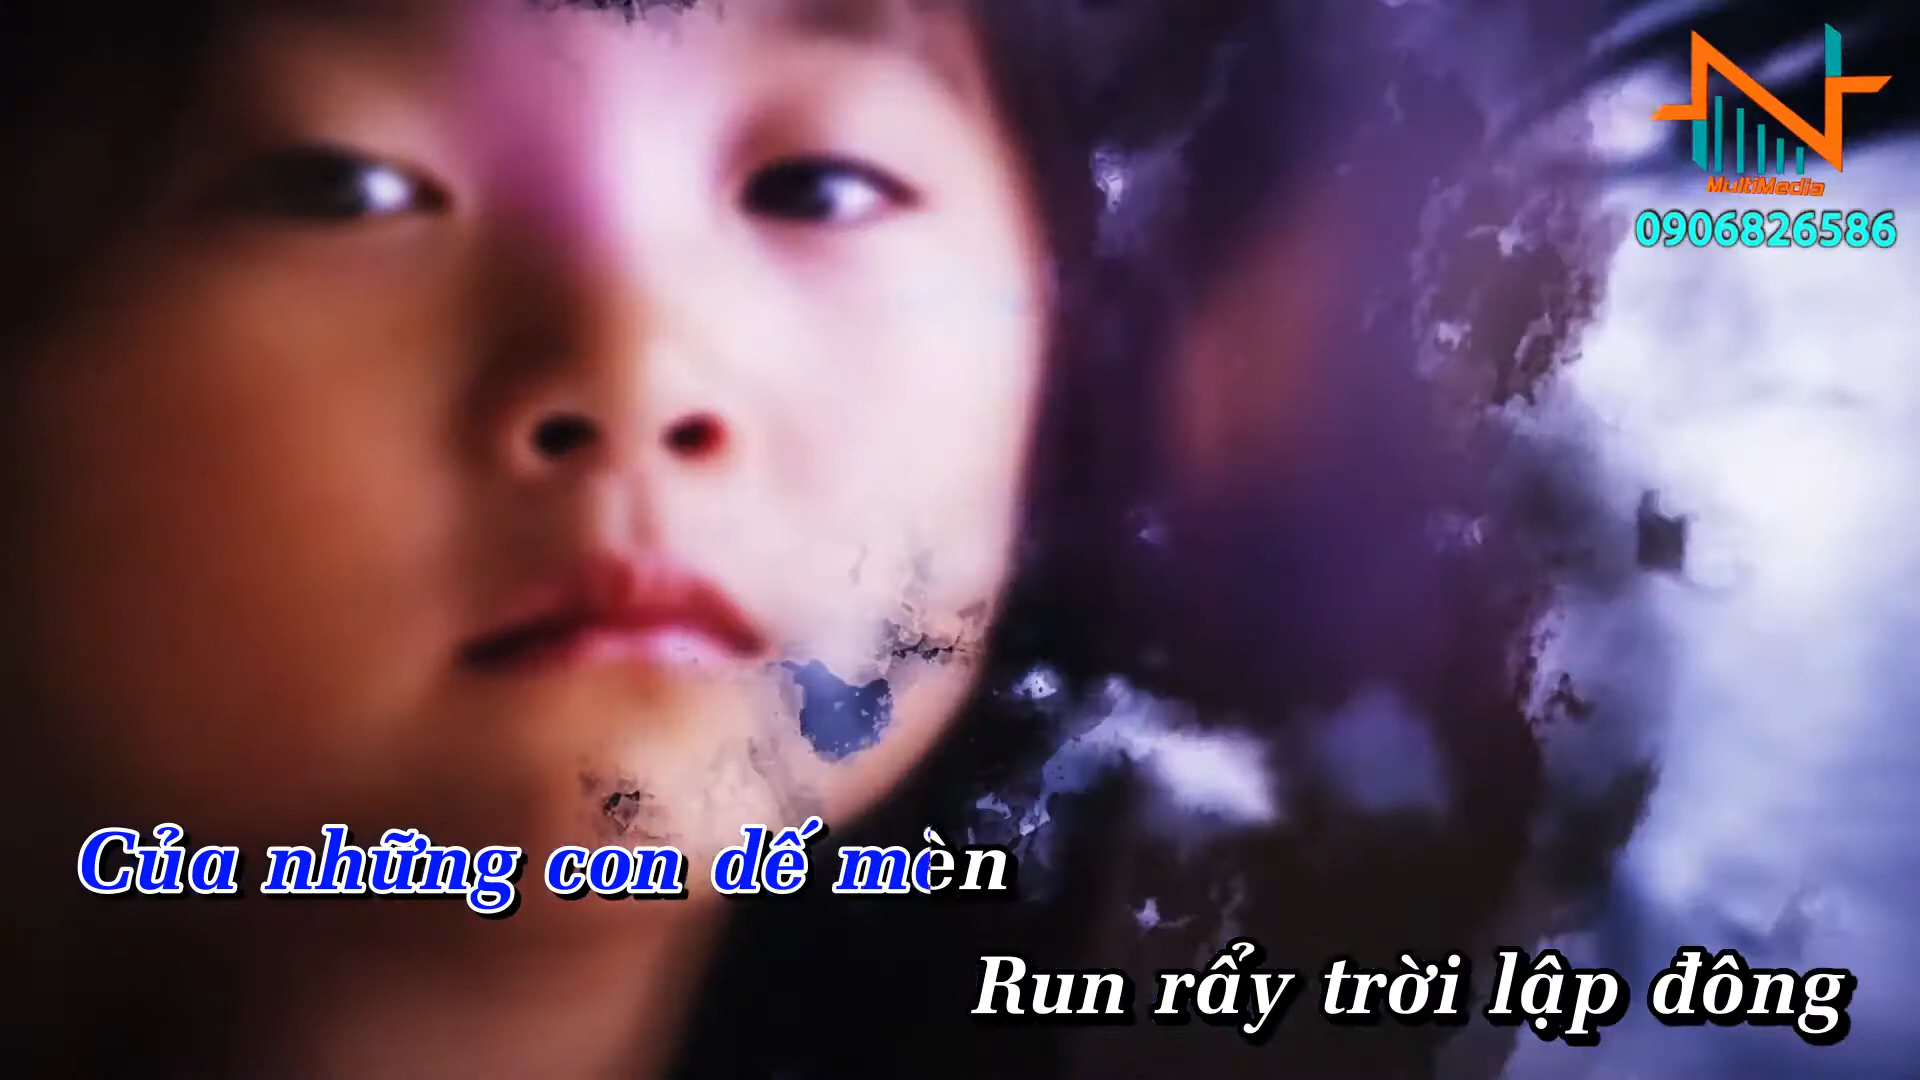 MultiMedia
0906826586
Của những con dế mèn
Run rẩy trời lập đông